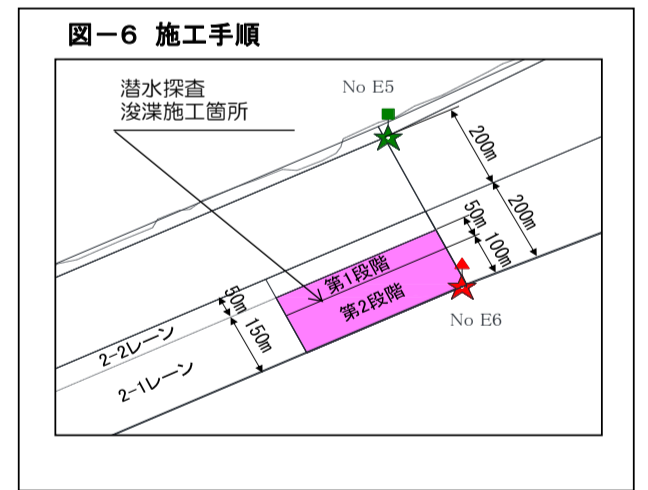 図－6 施工手順
潜水探査
浚渫施工箇所
No E5
200m
200m
50m
100m
第1段階
第2段階
50m
150m
2-2レーン
2-1レーン
No E6